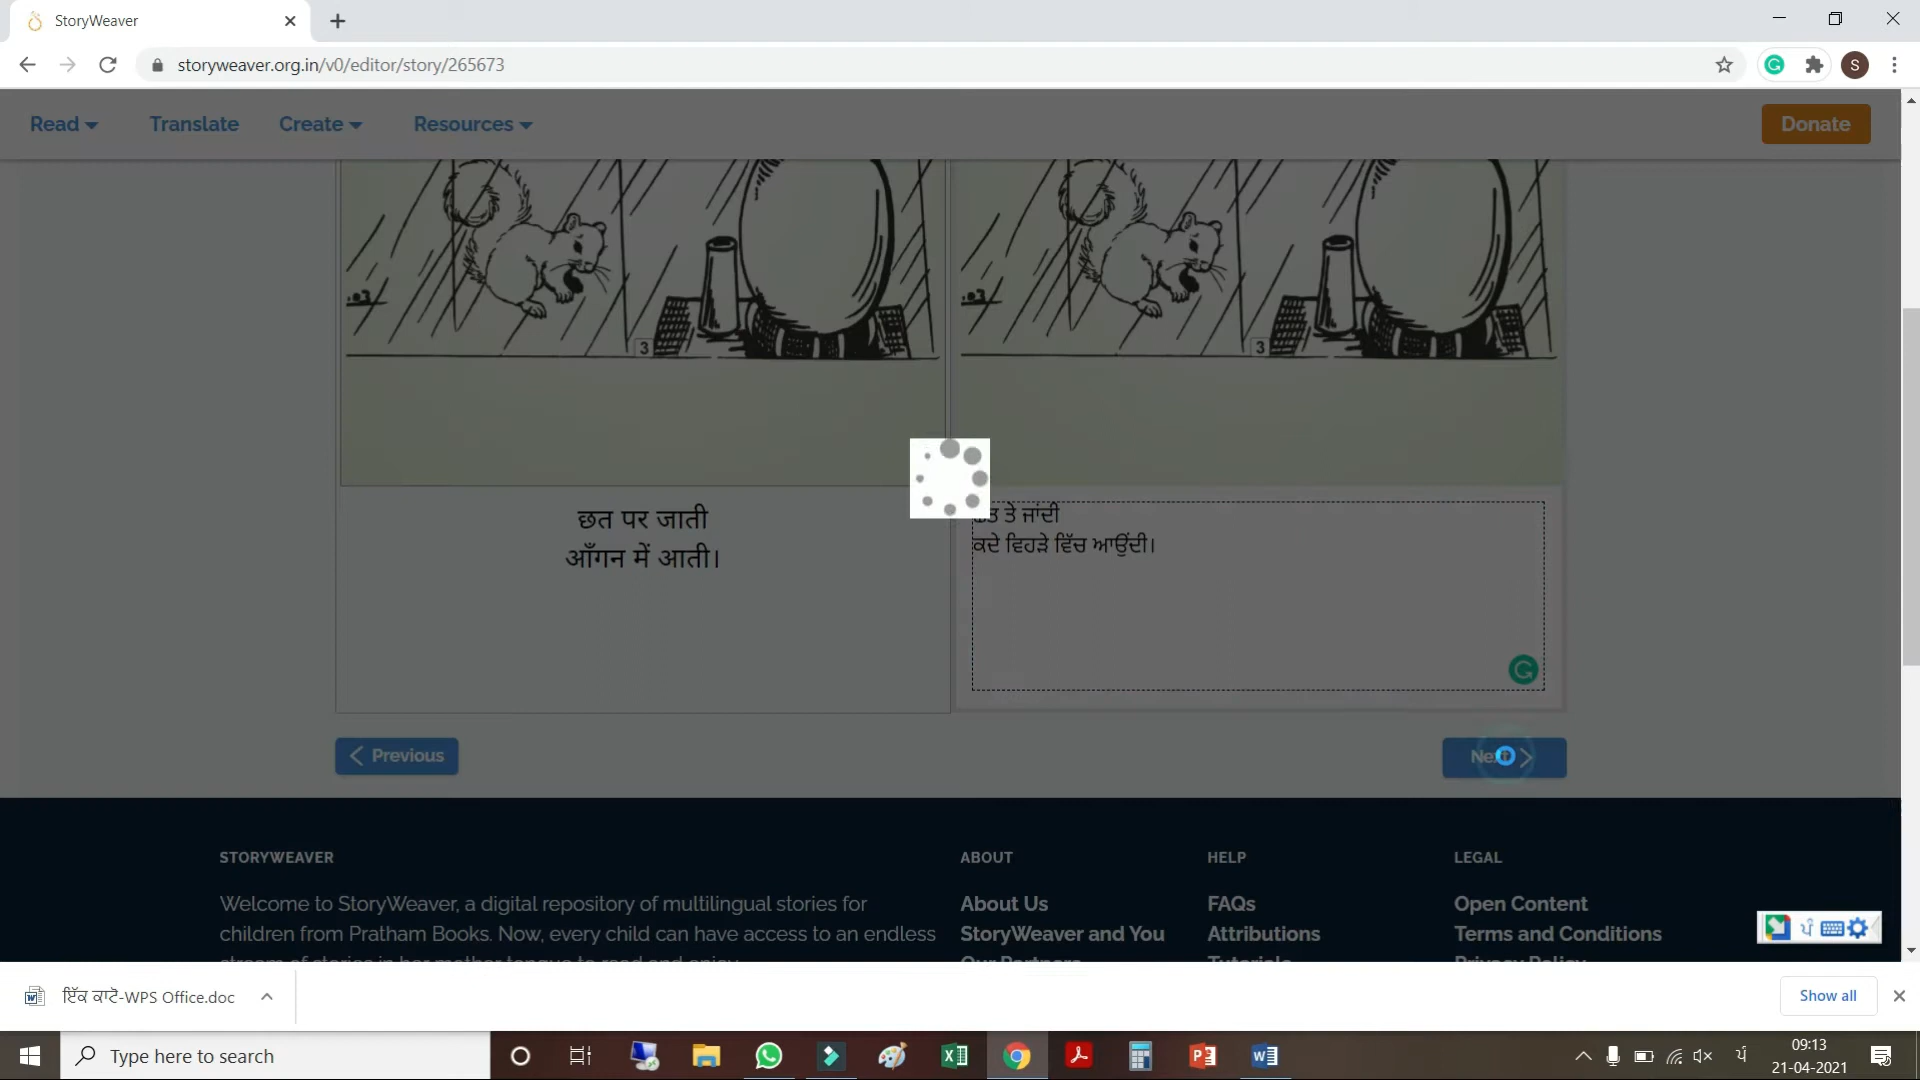 StoryWeaver
storyweaver.org.in/v0/editor/story/265673
S
Read
Translate
Create
Resources
Donate
3
3
छत पर जाती
आँगन में आती।
ਤੇ ਜਾਂਦੀ
ਕਦੇ ਵਿਹੜੇ ਵਿੱਚ ਆਉਂਦੀ।
Previous
STORYWEAVER
ABOUT
HELP
LEGAL
Welcome to StoryWeaver, a digital repository of multilingual stories for
children from Pratham Books. Now, every child can have access to an endless
About Us
FAQs
Open Content
StoryWeaver and You
Attributions
Terms and Conditions
ਇੱਕ ਕਾਟੋ-WPS Office.doc
Show all
Type here to search
ਪੰ
09:13
21-04-2021